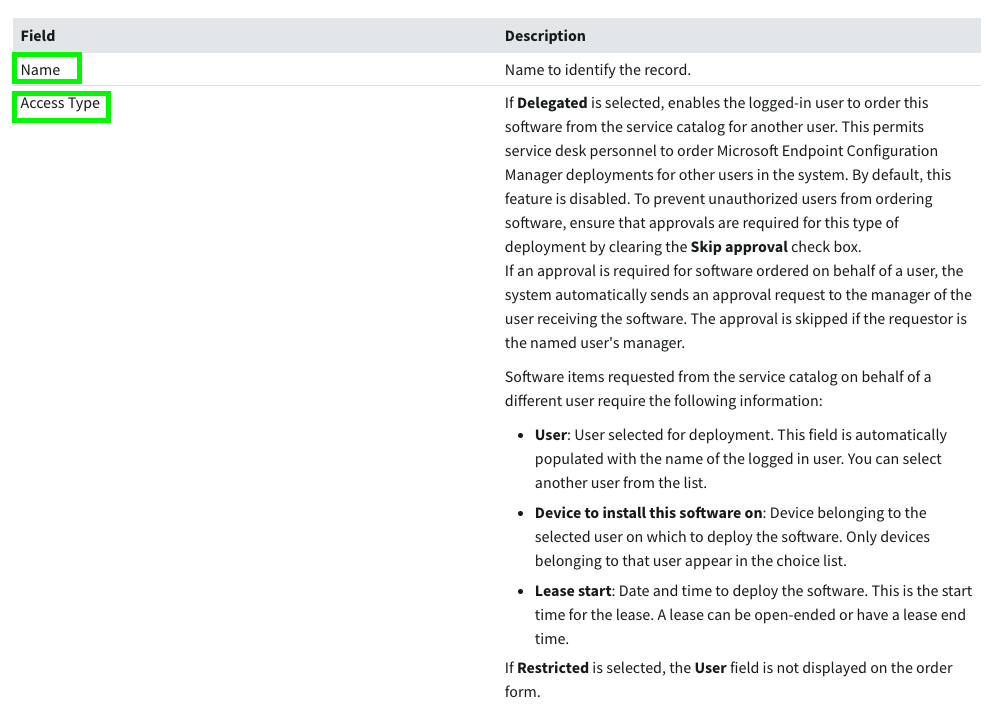 Field Description
Name Name to identify the record.
Access Type If Delegated is selected, enables the logged-in user to order this
software from the service catalog for another user. This permits
service desk personnel to order Microsoft Endpoint Configuration
Manager deployments for other users in the system. By default, this
feature is disabled. To prevent unauthorized users from ordering
software, ensure that approvals are required for this type of
deployment by clearing the Skip approval check box.
If an approval is required for software ordered on behalf of a user, the
system automatically sends an approval request to the manager of the
user receiving the software. The approval is skipped if the requestor is
the named user's manager.
Software items requested from the service catalog on behalf of a
different user require the following information:
• User: User selected for deployment. This field is automatically
populated with the name of the logged in user. You can select
another user from the list.
• Device to install this software on: Device belonging to the
selected user on which to deploy the software. Only devices
belonging to that user appear in the choice list.
• Lease start: Date and time to deploy the software. This is the start
time for the lease. A lease can be open-ended or have a lease end
time.
If Restricted is selected, the User field is not displayed on the order
form.